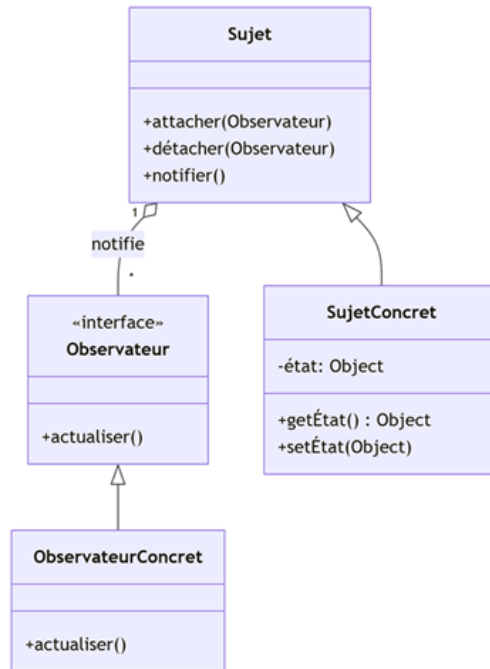 Sujet
+attacher(Observateur)
+détacher(Observateur)
+notifier()
1
notifie
*
«interface»
Observateur
+actualiser()
SujetConcret
-état: Object
+getÉtat() : Object
+setÉtat(Object)
ObservateurConcret
+actualiser()